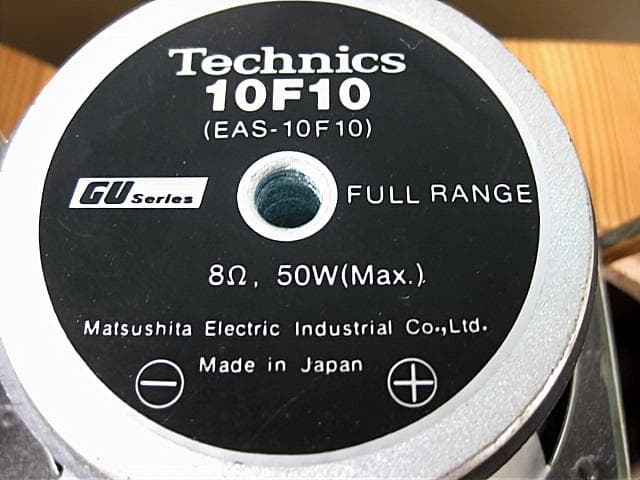 Technics
10F10
(EAS-10F10)
GU Series
FULL RANGE
8Ω, 50W(Max.)
Matsushita Electric Industrial Co.,Ltd.
Made in Japan
− +